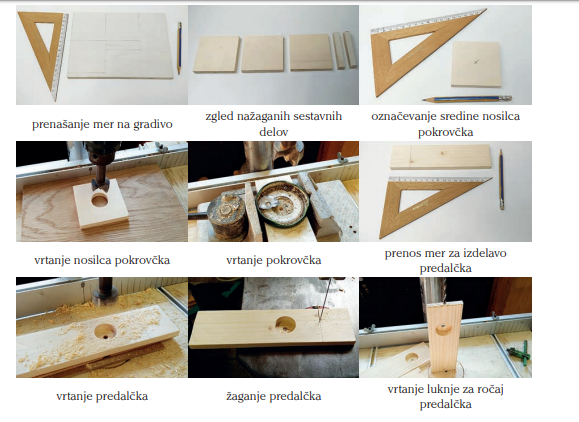 prenašanje mer na gradivo
zgled nažaganih sestavnih
delov
označevanje sredine nosilca
pokrovčka
vrtanje nosilca pokrovčka
vrtanje pokrovčka
prenos mer za izdelavo
predalčka
vrtanje predalčka
žaganje predalčka
vrtanje luknje za ročaj
predalčka